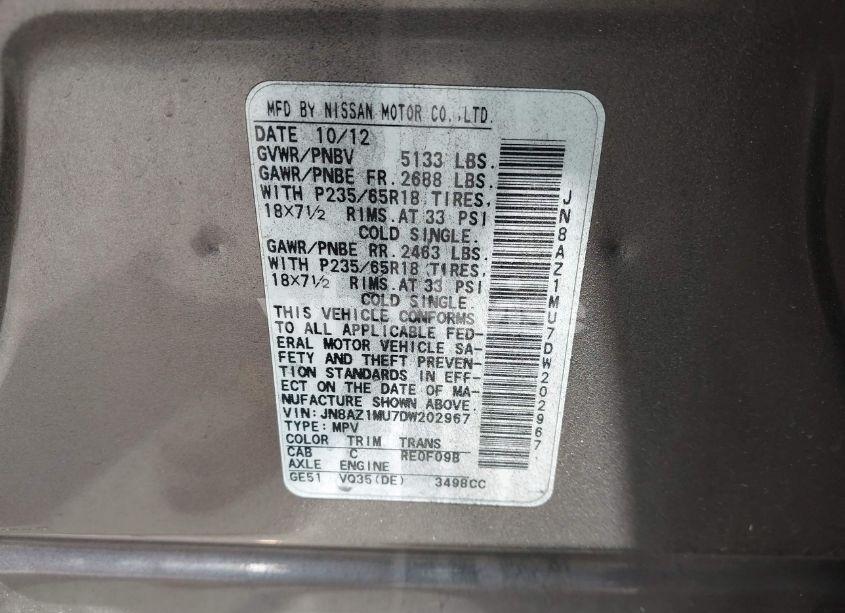 MFD BY NISSAN MOTOR CO.,LTD.
DATE 10/12
GVWR/PNBV 5133 LBS.
GAWR/PNBE FR. 2688 LBS.
WITH P235/65R18 TIRES.
18X7½ RIMS.AT 33 PSI
COLD SINGLE.
GAWR/PNBE RR. 2463 LBS.
WITH P235/65R18 TIRES.
18X7½ RIMS.AT 33 PSI
COLD SINGLE.
THIS VEHICLE CONFORMS
TO ALL APPLICABLE FED-
ERAL MOTOR VEHICLE SA-
FETY AND THEFT PREVEN-
TION STANDARDS IN EFF-
ECT ON THE DATE OF MA-
NUFACTURE SHOWN ABOVE.
VIN: JN8AZ1MU7DW202967
TYPE: MPV
COLOR TRIM TRANS
CAB C RE0F09B
AXLE ENGINE
GE51 VQ35(DE) 3498CC
JN8AZ1MU7DW202967